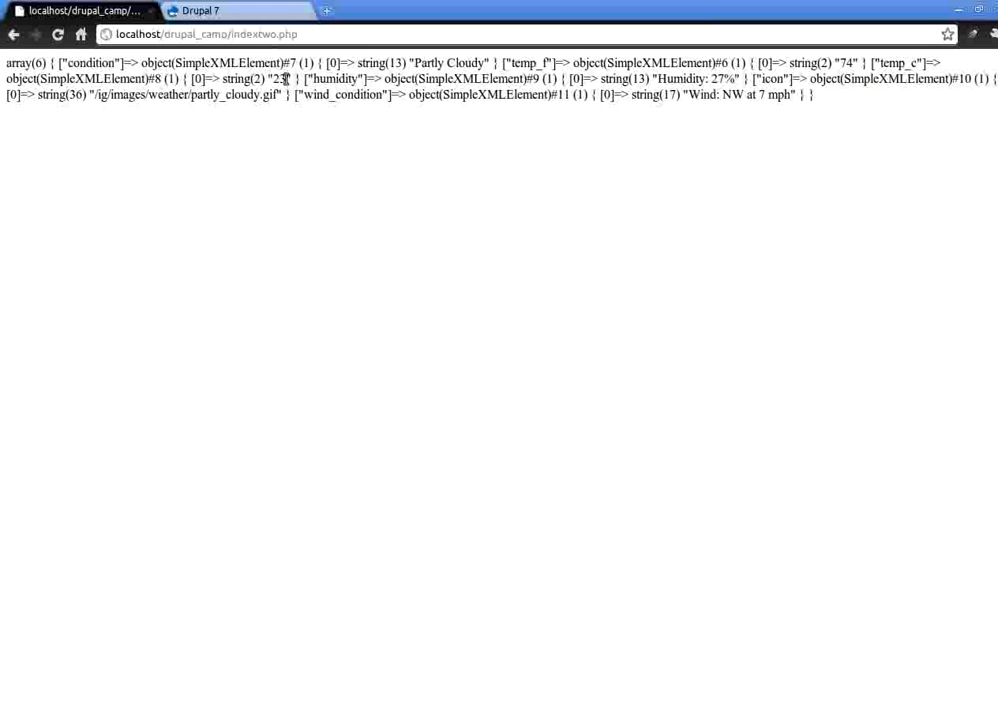 localhost/drupal_camp/...
Drupal 7
localhost/drupal_camp/indextwo.php
array(6) { ["condition"]=> object(SimpleXMLElement)#7 (1) { [0]=> string(13) "Partly Cloudy" } ["temp_f"]=> object(SimpleXMLElement)#6 (1) { [0]=> string(2) "74" } ["temp_c"]=>
object(SimpleXMLElement)#8 (1) { [0]=> string(2) "23" } ["humidity"]=> object(SimpleXMLElement)#9 (1) { [0]=> string(13) "Humidity: 27%" } ["icon"]=> object(SimpleXMLElement)#10 (1) {
[0]=> string(36) "/ig/images/weather/partly_cloudy.gif" } ["wind_condition"]=> object(SimpleXMLElement)#11 (1) { [0]=> string(17) "Wind: NW at 7 mph" } }